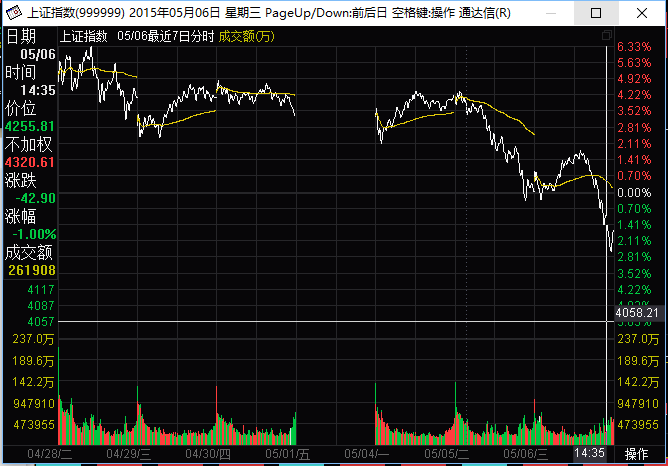 上证指数(999999) 2015年05月06日 星期三 PageUp/Down:前后日 空格键:操作 通达信(R)
日期
05/06
时间
14:35
价位
4255.81
不加权
4320.61
涨跌
-42.90
涨幅
-1.00%
成交额
261908
4117
4087
4057
237.0万
189.6万
142.2万
947910
473955
上证指数 05/06最近7日分时 成交额(万)
6.33%
5.63%
4.92%
4.22%
3.52%
2.81%
2.11%
1.41%
0.70%
0.00%
0.70%
1.41%
2.11%
2.81%
3.52%
4.22%
4058.21
237.0万
189.6万
142.2万
947910
473955
04/28/二 04/29/三 04/30/四 05/01/五 05/04/一 05/05/二 05/06/三 14:35 操作